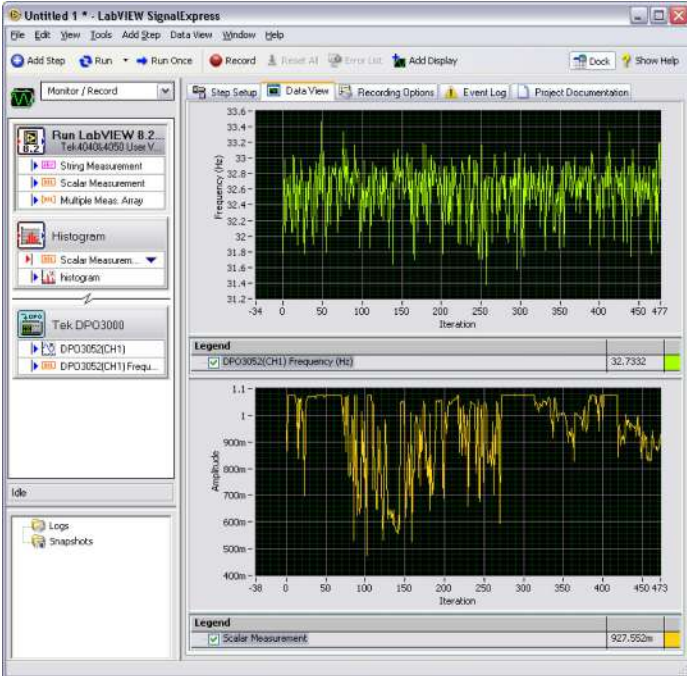 Untitled 1 * - LabVIEW SignalExpress
File Edit View Tools Add Step Data View Window Help
Add Step Run Run Once Record Reset All Error List Add Display Dock Show Help
Monitor / Record
Step Setup Data View Recording Options Event Log Project Documentation
Run LabVIEW 8.2...
8.2
Tek4040&4050 User V...
String Measurement
Scalar Measurement
Multiple Meas. Array
Histogram
Scalar Measurem...
histogram
Tek DPO3000
DPO3052(CH1)
DPO3052(CH1) Frequ...
Idle
Logs
Snapshots
Frequency (Hz)
33.6
33.4
33.2
33
32.8
32.6
32.4
32.2
32
31.8
31.6
31.4
31.2
-34 0 50 100 150 200 250 300 350 400 450 477
Iteration
Legend
DPO3052(CH1) Frequency (Hz) 32.7332
Amplitude
1.1
1
900m
800m
700m
600m
500m
400m
-38 0 50 100 150 200 250 300 350 400 450 473
Iteration
Legend
Scalar Measurement 927.552m